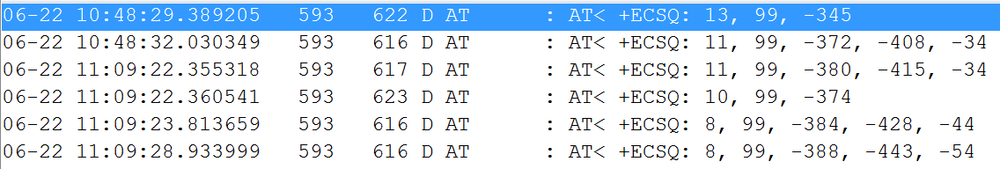 06-22 10:48:29.389205 593 622 D AT : AT< +ECSQ: 13, 99, -345
06-22 10:48:32.030349 593 616 D AT : AT< +ECSQ: 11, 99, -372, -408, -34
06-22 11:09:22.355318 593 617 D AT : AT< +ECSQ: 11, 99, -380, -415, -34
06-22 11:09:22.360541 593 623 D AT : AT< +ECSQ: 10, 99, -374
06-22 11:09:23.813659 593 616 D AT : AT< +ECSQ: 8, 99, -384, -428, -44
06-22 11:09:28.933999 593 616 D AT : AT< +ECSQ: 8, 99, -388, -443, -54